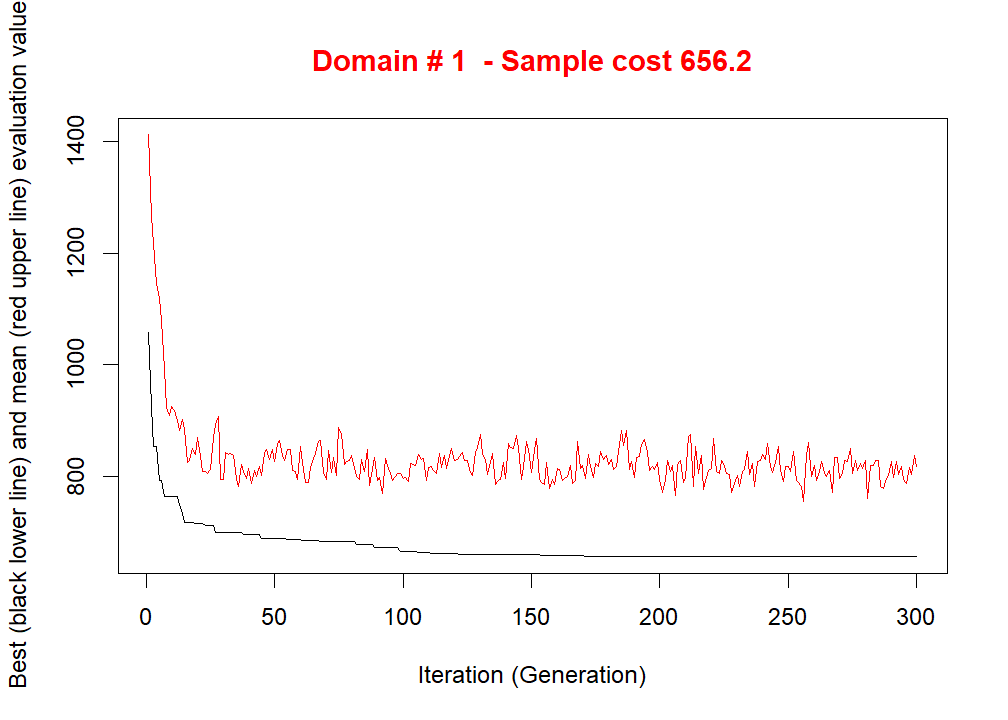 Domain # 1  - Sample cost 656.2
Best (black lower line) and mean (red upper line) evaluation value
1400
1200
1000
800
0 50 100 150 200 250 300
Iteration (Generation)